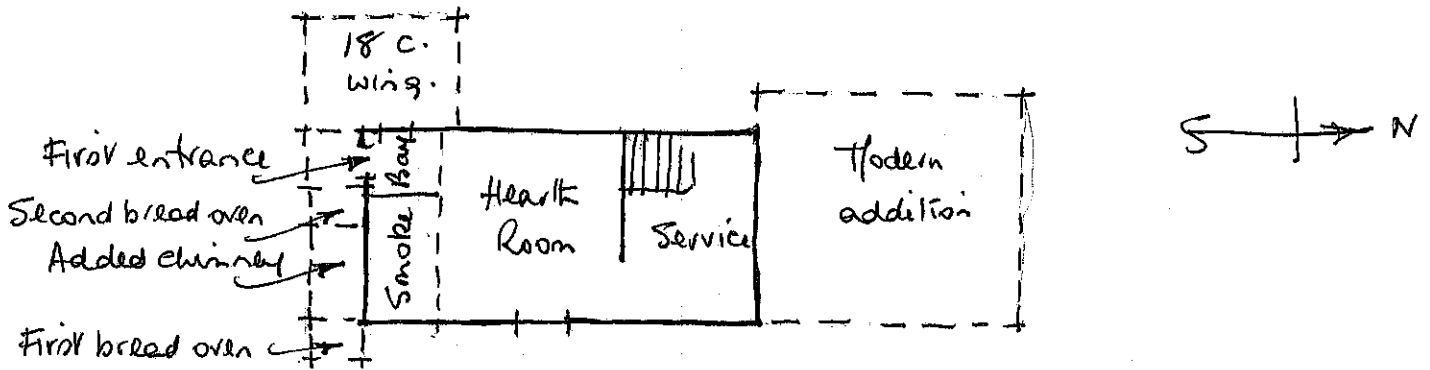 18 C.
wing.
First entrance
Second bread oven
Added chimney
First bread oven
Smoke Bay
Hearth
Room
Service
Modern
addition
S N